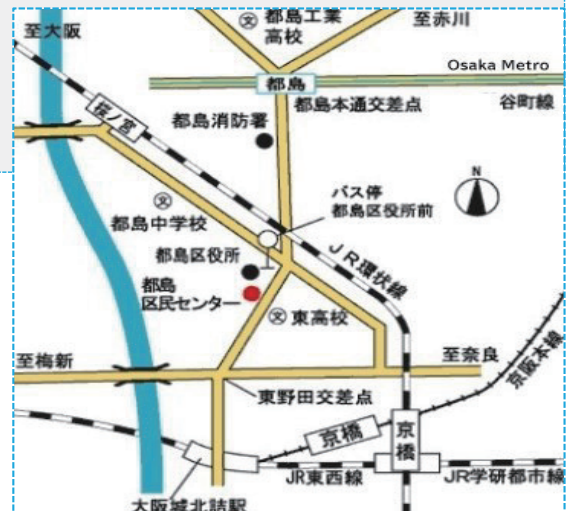 至大阪
都島工業
高校
至赤川
Osaka Metro
都島
都島本通交差点
谷町線
桜ノ宮
都島消防署
N
バス停
都島区役所前
都島中学校
都島区役所
JR環状線
都島
区民センター
東高校
至梅新
至奈良
京阪本線
東野田交差点
京橋
京橋
JR東西線
JR学研都市線
大阪城北詰駅
文
文
文